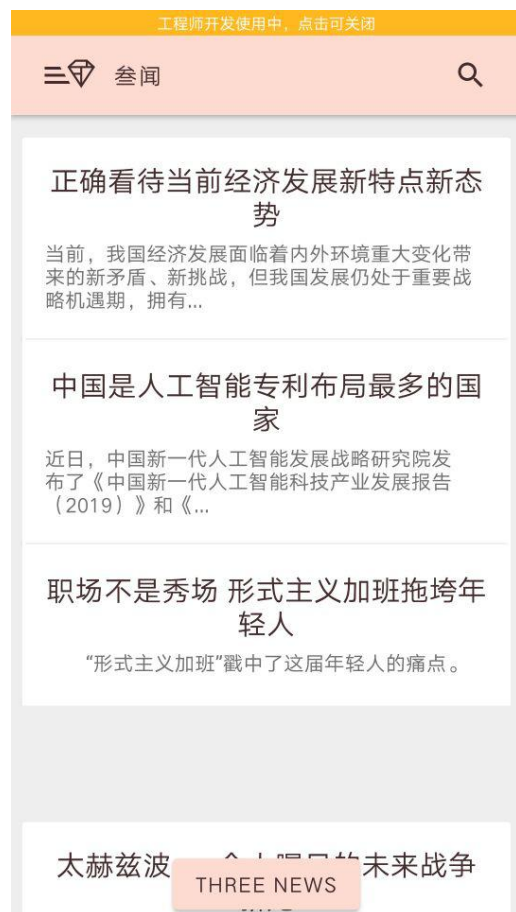 工程师开发使用中，点击可关闭
叁闻
正确看待当前经济发展新特点新态
势
当前，我国经济发展面临着内外环境重大变化带
来的新矛盾、新挑战，但我国发展仍处于重要战
略机遇期，拥有...
中国是人工智能专利布局最多的国
家
近日，中国新一代人工智能发展战略研究院发
布了《中国新一代人工智能科技产业发展报告
（2019）》和《...
职场不是秀场 形式主义加班拖垮年
轻人
“形式主义加班”戳中了这届年轻人的痛点。
太赫兹波 未来战争
THREE NEWS